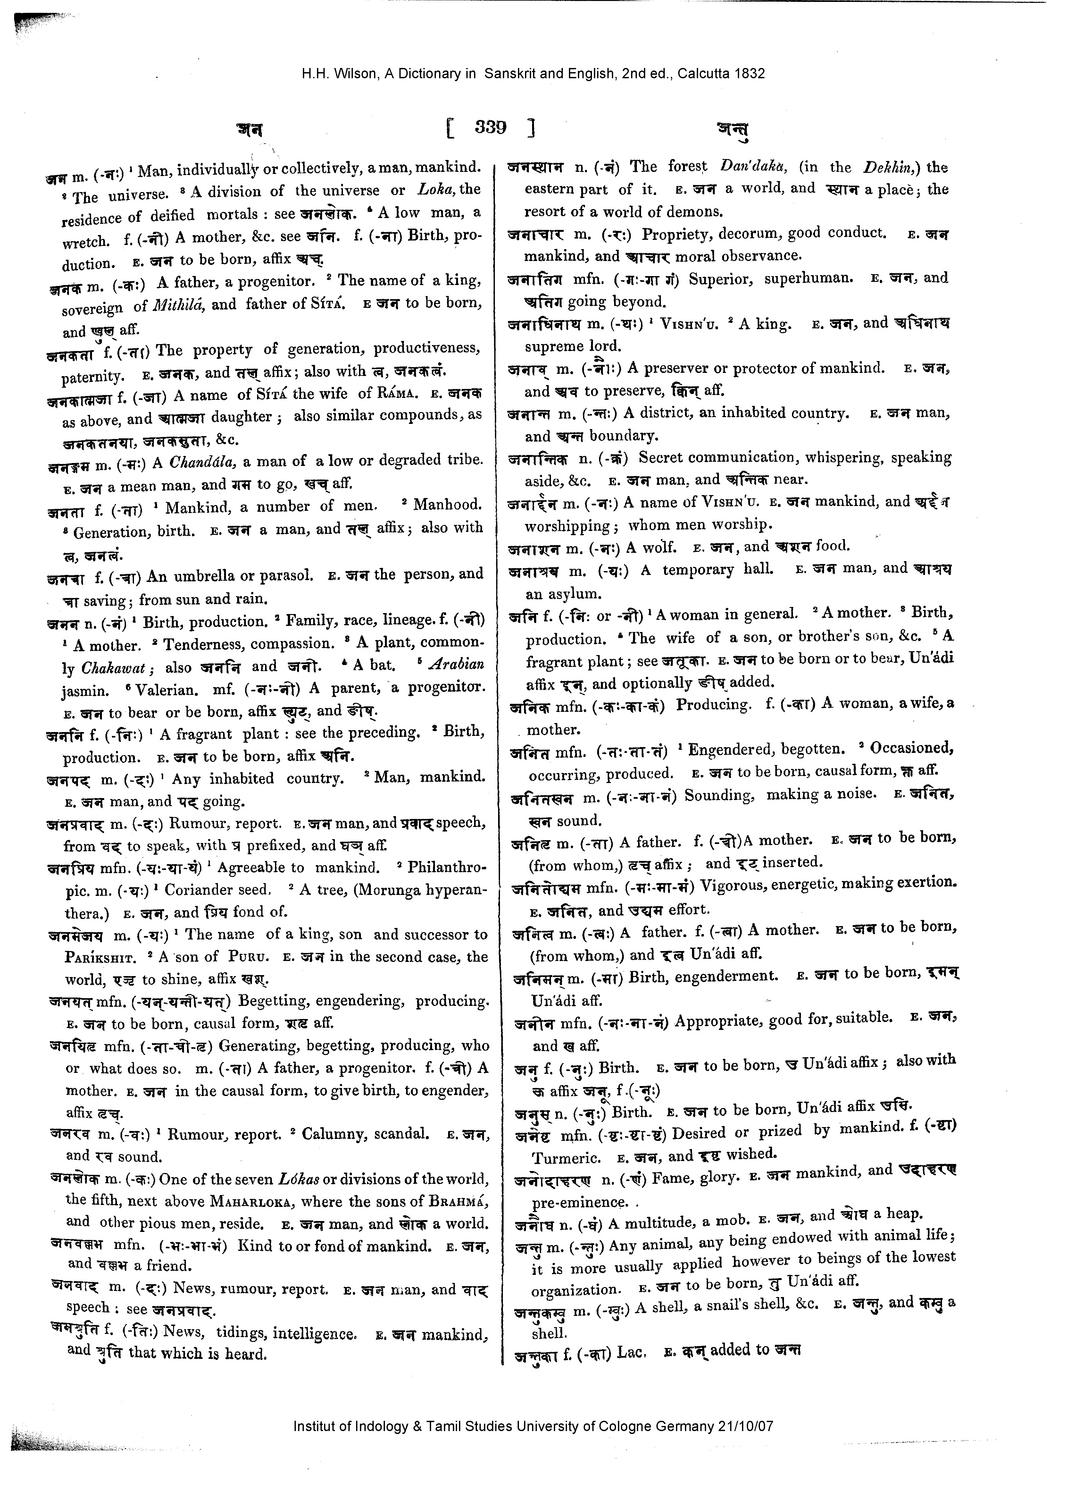 H.H. Wilson, A Dictionary in Sanskrit and English, 2nd ed., Calcutta 1832
जन [ 339 ] जन्तु
जन m. (-नः) ¹ Man, individually or collectively, a man, mankind.
² The universe. ³ A division of the universe or Loka, the
residence of deified mortals : see जनलोक. ⁴ A low man, a
wretch. f. (-नी) A mother, &c. see जनि. f. (-ना) Birth, pro-
duction. E. जन to be born, affix अच्.
जनक m. (-कः) A father, a progenitor. ² The name of a king,
sovereign of Mithilá, and father of SÍTÁ. E जन to be born,
and वुञ् aff.
जनकता f. (-ता) The property of generation, productiveness,
paternity. E. जनक, and तल् affix; also with त्व, जनकत्वं.
जनकात्मजा f. (-जा) A name of SÍTÁ the wife of RÁMA. E. जनक
as above, and आत्मजा daughter ; also similar compounds, as
जनकतनया, जनकसुता, &c.
जनङ्गम m. (-मः) A Chandála, a man of a low or degraded tribe.
E. जन a mean man, and गम to go, खच् aff.
जनता f. (-ता) ¹ Mankind, a number of men. ² Manhood.
³ Generation, birth. E. जन a man, and तल् affix; also with
त्व, जनत्वं.
जनत्रा f. (-त्रा) An umbrella or parasol. E. जन the person, and
त्रा saving; from sun and rain.
जनन n. (-नं) ¹ Birth, production. ² Family, race, lineage. f. (-नी)
¹ A mother. ² Tenderness, compassion. ³ A plant, common-
ly Chakawat ; also जननि and जनी. ⁴ A bat. ⁵ Arabian
jasmin. ⁶ Valerian. mf. (-नः-नी) A parent, a progenitor.
E. जन to bear or be born, affix ल्युट्, and ङीष्.
जननि f. (-निः) ¹ A fragrant plant : see the preceding. ² Birth,
production. E. जन to be born, affix अनि.
जनपद m. (-दः) ¹ Any inhabited country. ² Man, mankind.
E. जन man, and पद going.
जनप्रवाद m. (-दः) Rumour, report. E. जन man, and प्रवाद speech,
from वद् to speak, with प्र prefixed, and घञ् aff.
जनप्रिय mfn. (-यः-या-यं) ¹ Agreeable to mankind. ² Philanthro-
pic. m. (-यः) ¹ Coriander seed. ² A tree, (Morunga hyperan-
thera.) E. जन, and प्रिय fond of.
जनमेजय m. (-यः) ¹ The name of a king, son and successor to
PARÍKSHIT. ² A son of PURU. E. जन in the second case, the
world, एजृ to shine, affix खश्.
जनयत् mfn. (-यन्-यन्ती-यत्) Begetting, engendering, producing.
E. जन to be born, causal form, शतृ aff.
जनयितृ mfn. (-ता-त्री-तृ) Generating, begetting, producing, who
or what does so. m. (-ता) A father, a progenitor. f. (-त्री) A
mother. E. जन in the causal form, to give birth, to engender,
affix तृच्.
जनरव m. (-वः) ¹ Rumour, report. ² Calumny, scandal. E. जन,
and रव sound.
जनलोक m. (-कः) One of the seven Lókas or divisions of the world,
the fifth, next above MAHARLOKA, where the sons of BRAHMÁ,
and other pious men, reside. E. जन man, and लोक a world.
जनवल्लभ mfn. (-भः-भा-भं) Kind to or fond of mankind. E. जन,
and वल्लभ a friend.
जनवाद m. (-दः) News, rumour, report. E. जन man, and वाद
speech : see जनप्रवाद.
जनश्रुति f. (-तिः) News, tidings, intelligence. E. जन mankind,
and श्रुति that which is heard.
जनस्थान n. (-नं) The forest Dan'daka, (in the Dekhin,) the
eastern part of it. E. जन a world, and स्थान a place; the
resort of a world of demons.
जनाचार m. (-रः) Propriety, decorum, good conduct. E. जन
mankind, and आचार moral observance.
जनातिग mfn. (-गः-गा गं) Superior, superhuman. E. जन, and
अतिग going beyond.
जनाधिनाथ m. (-थः) ¹ VISHN'U. ² A king. E. जन, and अधिनाथ
supreme lord.
जनाव् m. (-नौः) A preserver or protector of mankind. E. जन,
and अव to preserve, क्विन् aff.
जनान्त m. (-न्तः) A district, an inhabited country. E. जन man,
and अन्त boundary.
जनान्तिक n. (-कं) Secret communication, whispering, speaking
aside, &c. E. जन man, and अन्तिक near.
जनार्द्दन m. (-नः) A name of VISHN'U. E. जन mankind, and अर्द्दन
worshipping ; whom men worship.
जनाशन m. (-नः) A wolf. E. जन, and अशन food.
जनाश्रय m. (-यः) A temporary hall. E. जन man, and आश्रय
an asylum.
जनि f. (-निः or -नी) ¹ A woman in general. ² A mother. ³ Birth,
production. ⁴ The wife of a son, or brother's son, &c. ⁵ A
fragrant plant ; see जतूका. E. जन to be born or to bear, Un'ádi
affix इन्, and optionally ङीष् added.
जनिक mfn. (-कः-का-कं) Producing. f. (-का) A woman, a wife, a
mother.
जनित mfn. (-तः-ता-तं) ¹ Engendered, begotten. ² Occasioned,
occurring, produced. E. जन to be born, causal form, क्त aff.
जनितस्वन m. (-नः-ना-नं) Sounding, making a noise. E. जनित,
स्वन sound.
जनितृ m. (-ता) A father. f. (-त्री) A mother. E. जन to be born,
(from whom,) तृच् affix ; and इट् inserted.
जनितोद्यम mfn. (-मः-मा-मं) Vigorous, energetic, making exertion.
E. जनित, and उद्यम effort.
जनित्व m. (-त्वः) A father. f. (-त्वा) A mother. E. जन to be born,
(from whom,) and इत्व Un'ádi aff.
जनिमन् m. (-मा) Birth, engenderment. E. जन to be born, इमन्
Un'ádi aff.
जनीन mfn. (-नः-ना-नं) Appropriate, good for, suitable. E. जन,
and ख aff.
जनु f. (-नुः) Birth. E. जन to be born, उ Un'ádi affix ; also with
ऊ affix जनू, f.(-नूः)
जनुस् n. (-नुः) Birth. E. जन to be born, Un'ádi affix उसि.
जनेष्ट mfn. (-ष्टः-ष्टा-ष्टं) Desired or prized by mankind. f. (-ष्टा)
Turmeric. E. जन, and इष्ट wished.
जनोदाहरण n. (-णं) Fame, glory. E. जन mankind, and उदाहरण
pre-eminence.
जनौघ n. (-घं) A multitude, a mob. E. जन, and ओघ a heap.
जन्तु m. (-न्तुः) Any animal, any being endowed with animal life;
it is more usually applied however to beings of the lowest
organization. E. जन to be born, तु Un'ádi aff.
जन्तुकम्बु m. (-म्बुः) A shell, a snail's shell, &c. E. जन्तु, and कम्बु a
shell.
जन्तुका f. (-का) Lac. E. कन् added to जन्त
Institut of Indology & Tamil Studies University of Cologne Germany 21/10/07